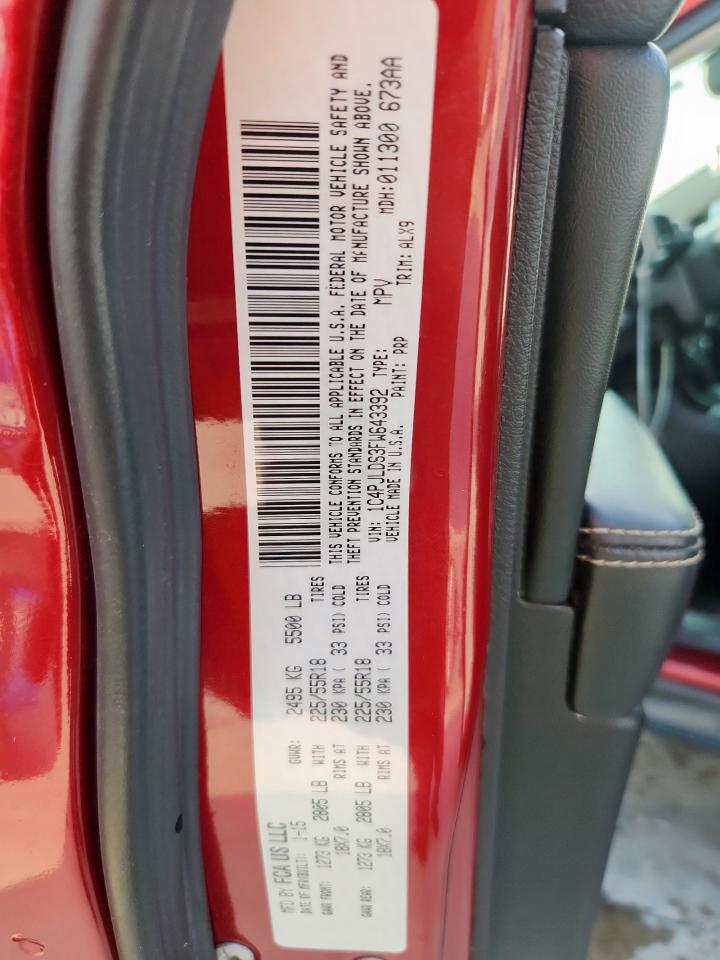 MFD BY: FCA US LLC
DATE OF MFR(BUILT): 1-15 GVWR: 2495 KG 5500 LB
GAWR FRONT: 1273 KG 2805 LB WITH 225/55R18 TIRES
18X7.0 RIMS AT 230 KPA ( 33 PSI) COLD
GAWR REAR: 1273 KG 2805 LB WITH 225/55R18 TIRES
18X7.0 RIMS AT 230 KPA ( 33 PSI) COLD
THIS VEHICLE CONFORMS TO ALL APPLICABLE U.S.A. FEDERAL MOTOR VEHICLE SAFETY AND
THEFT PREVENTION STANDARDS IN EFFECT ON THE DATE OF MANUFACTURE SHOWN ABOVE.
VIN: 1C4PJLDS3FW643392 TYPE: MPV MDH:011300 673AA
VEHICLE MADE IN U.S.A. PAINT: PRP TRIM: ALX9